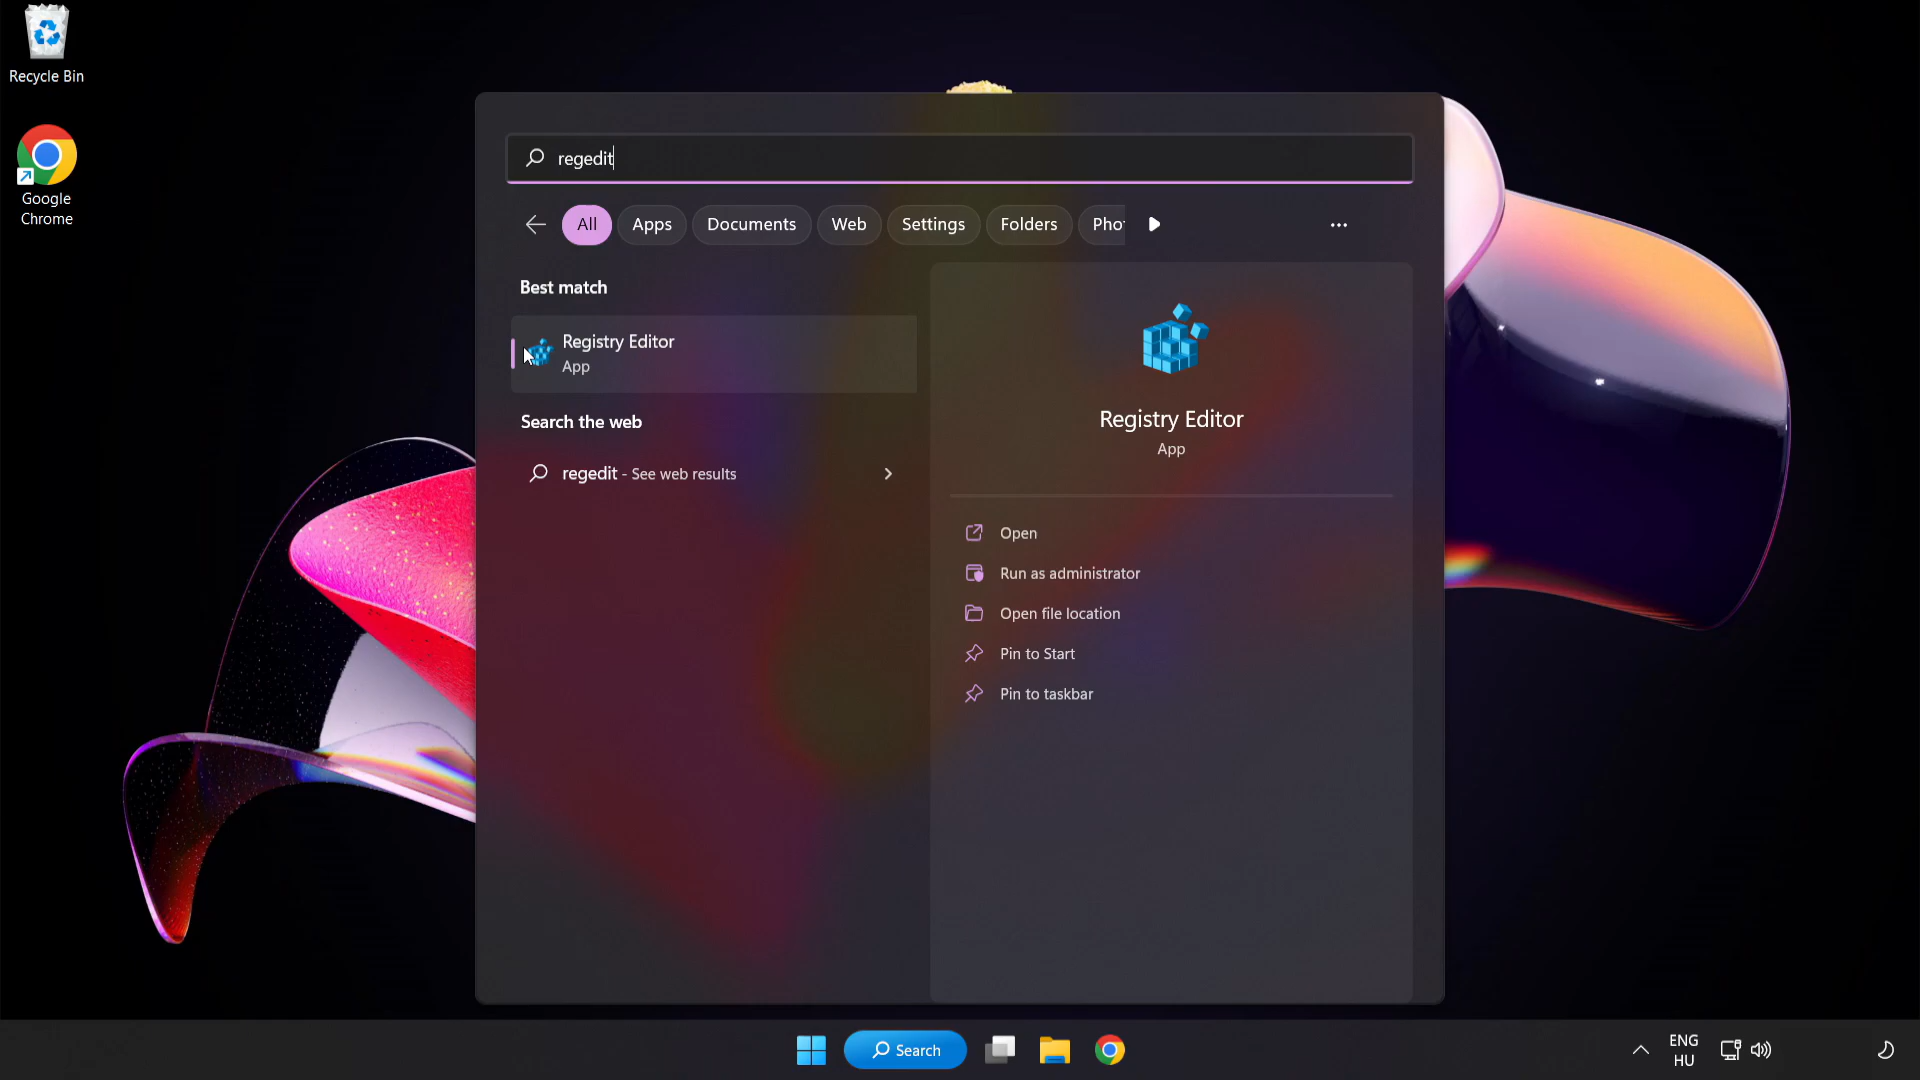 Recycle Bin
Google
Chrome
regedit
All
Apps
Documents
Web
Settings
Folders
Pho
Best match
Registry Editor
App
Search the web
regedit - See web results
Registry Editor
App
Open
Run as administrator
Open file location
Pin to Start
Pin to taskbar
Search
ENG
HU